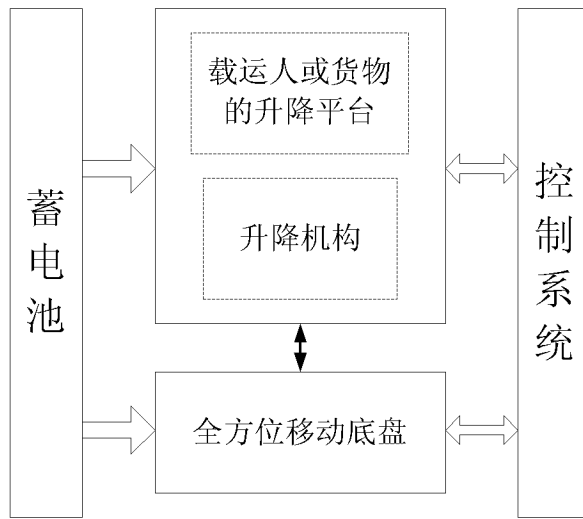 蓄电池
载运人或货物
的升降平台
升降机构
全方位移动底盘
控制系统